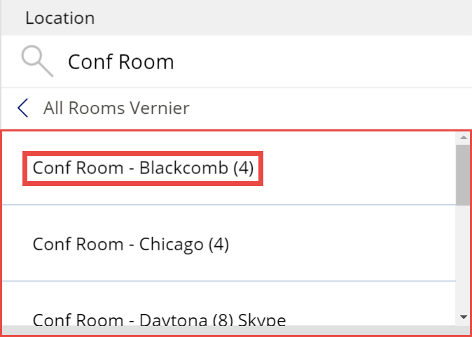 Location
Conf Room
All Rooms Vernier
Conf Room - Blackcomb (4)
Conf Room - Chicago (4)
Conf Room - Daytona (8) Skype